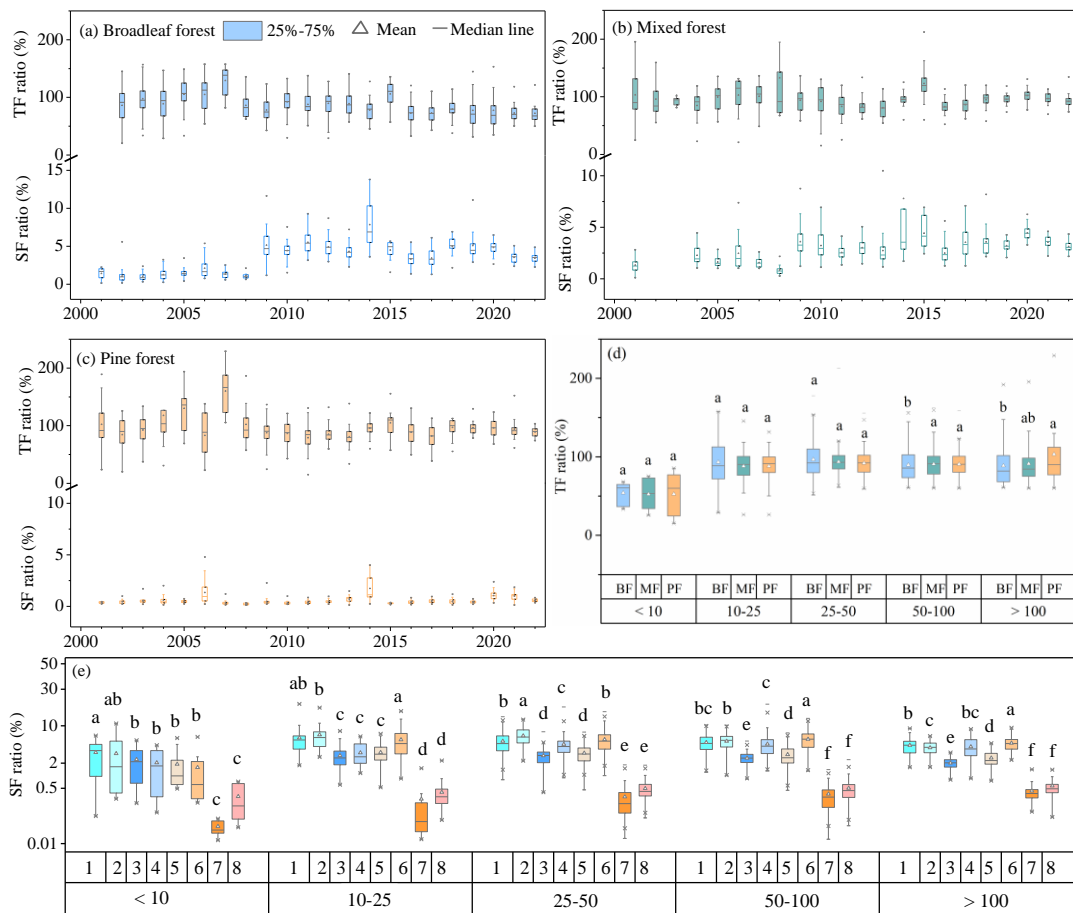 (a) Broadleaf forest 25%-75% Mean Median line
TF ratio (%)
200
100
0
SF ratio (%)
15
10
5
0
2000 2005 2010 2015 2020
(b) Mixed forest
TF ratio (%)
200
100
0
SF ratio (%)
10
5
0
2000 2005 2010 2015 2020
(c) Pine forest
TF ratio (%)
200
100
0
SF ratio (%)
10
5
0
2000 2005 2010 2015 2020
(d)
TF ratio (%)
200
100
0
a a a a a a a a a b a a b ab a
BF MF PF BF MF PF BF MF PF BF MF PF BF MF PF
< 10 10-25 25-50 50-100 > 100
(e)
SF ratio (%)
50
30
10
2
0.5
0.01
a ab b b b b c c ab b c c c a d d b a d c d b e e bc b e c d a f f b c e bc d a f f
1 2 3 4 5 6 7 8 1 2 3 4 5 6 7 8 1 2 3 4 5 6 7 8 1 2 3 4 5 6 7 8 1 2 3 4 5 6 7 8
< 10 10-25 25-50 50-100 > 100